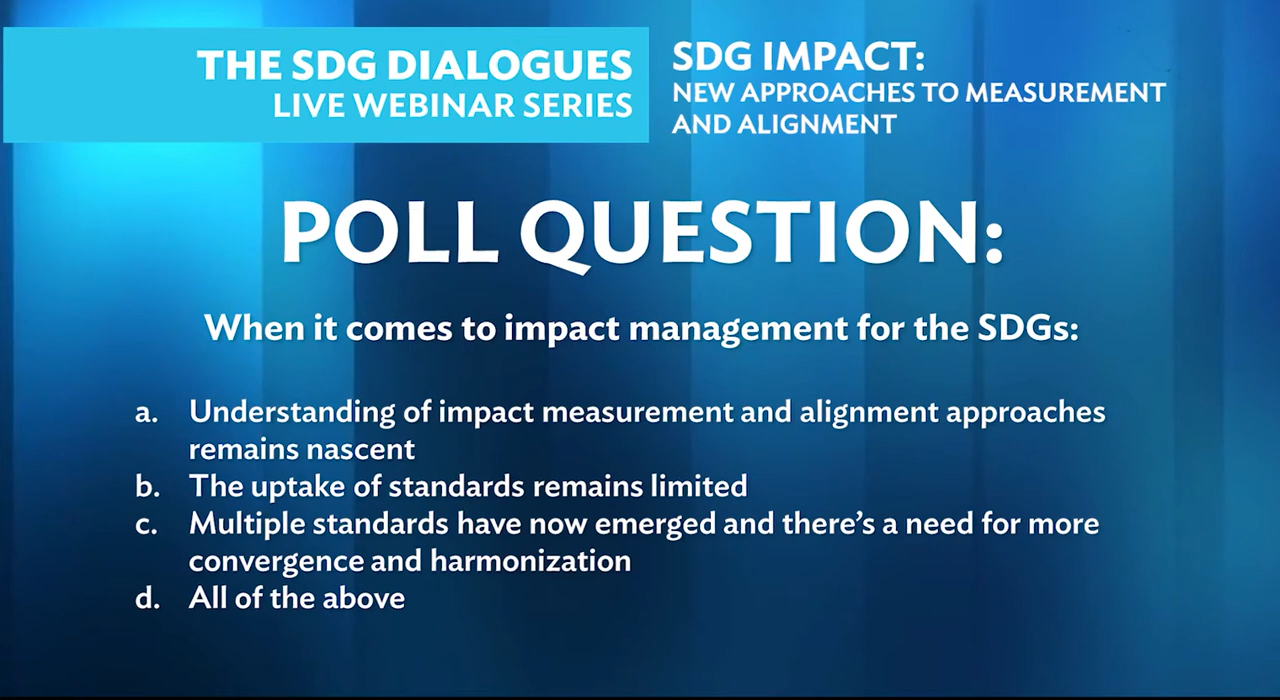 THE SDG DIALOGUES
LIVE WEBINAR SERIES
SDG IMPACT:
NEW APPROACHES TO MEASUREMENT
AND ALIGNMENT
POLL QUESTION:
When it comes to impact management for the SDGs:
a. Understanding of impact measurement and alignment approaches
remains nascent
b. The uptake of standards remains limited
c. Multiple standards have now emerged and there’s a need for more
convergence and harmonization
d. All of the above